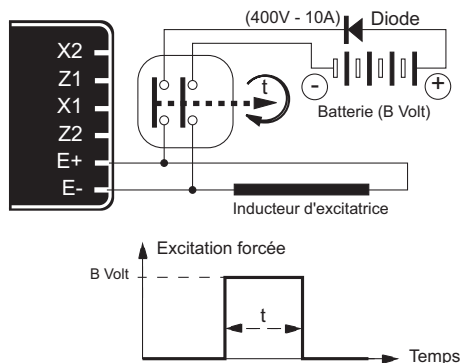 (400V - 10A) Diode
X2
Z1
X1
Z2
E+
E-
t
-
+
Batterie (B Volt)
Inducteur d'excitatrice
Excitation forcée
B Volt
t
Temps